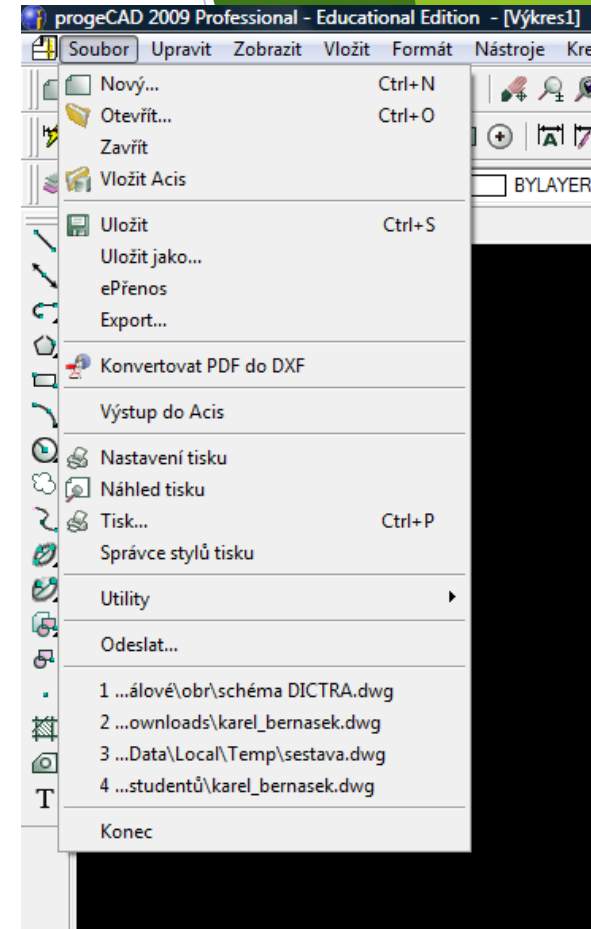 progeCAD 2009 Professional - Educational Edition - [Výkres1]
Soubor Upravit Zobrazit Vložit Formát Nástroje
Nový... Ctrl+N
Otevřít... Ctrl+O
Zavřít
Vložit Acis
BYLAYER
Uložit Ctrl+S
Uložit jako...
ePřenos
Export...
Konvertovat PDF do DXF
Výstup do Acis
Nastavení tisku
Náhled tisku
Tisk... Ctrl+P
Správce stylů tisku
Utility
Odeslat...
1 ...álové\obr\schéma DICTRA.dwg
2 ...ownloads\karel_bernasek.dwg
3 ...Data\Local\Temp\sestava.dwg
4 ...studentů\karel_bernasek.dwg
T
Konec